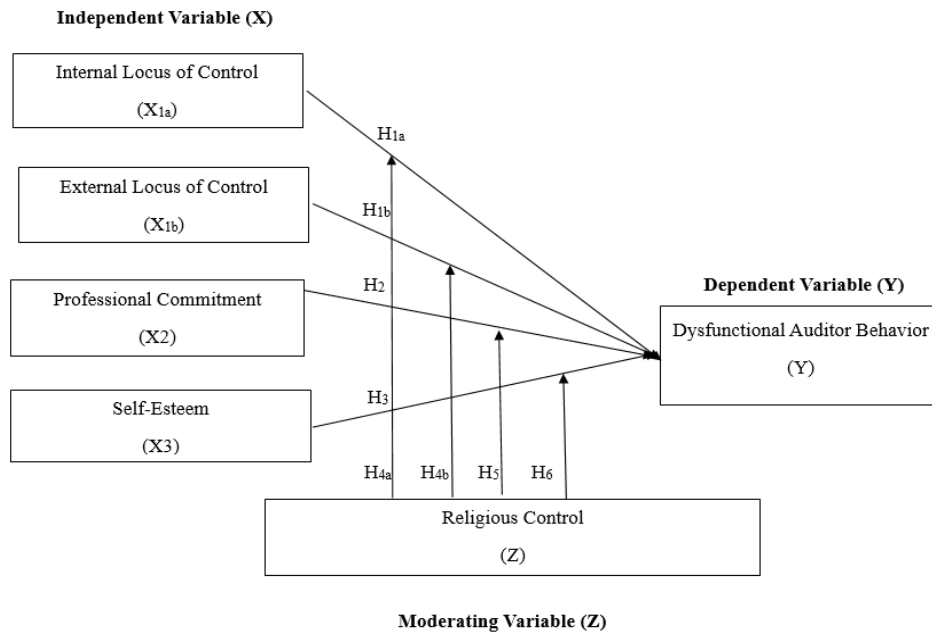 Independent Variable (X)
Internal Locus of Control
(X1a)
H1a
External Locus of Control
(X1b)
H1b
Professional Commitment
(X2)
H2
Dependent Variable (Y)
Dysfunctional Auditor Behavior
(Y)
Self-Esteem
(X3)
H3
H4a
H4b
H5
H6
Religious Control
(Z)
Moderating Variable (Z)